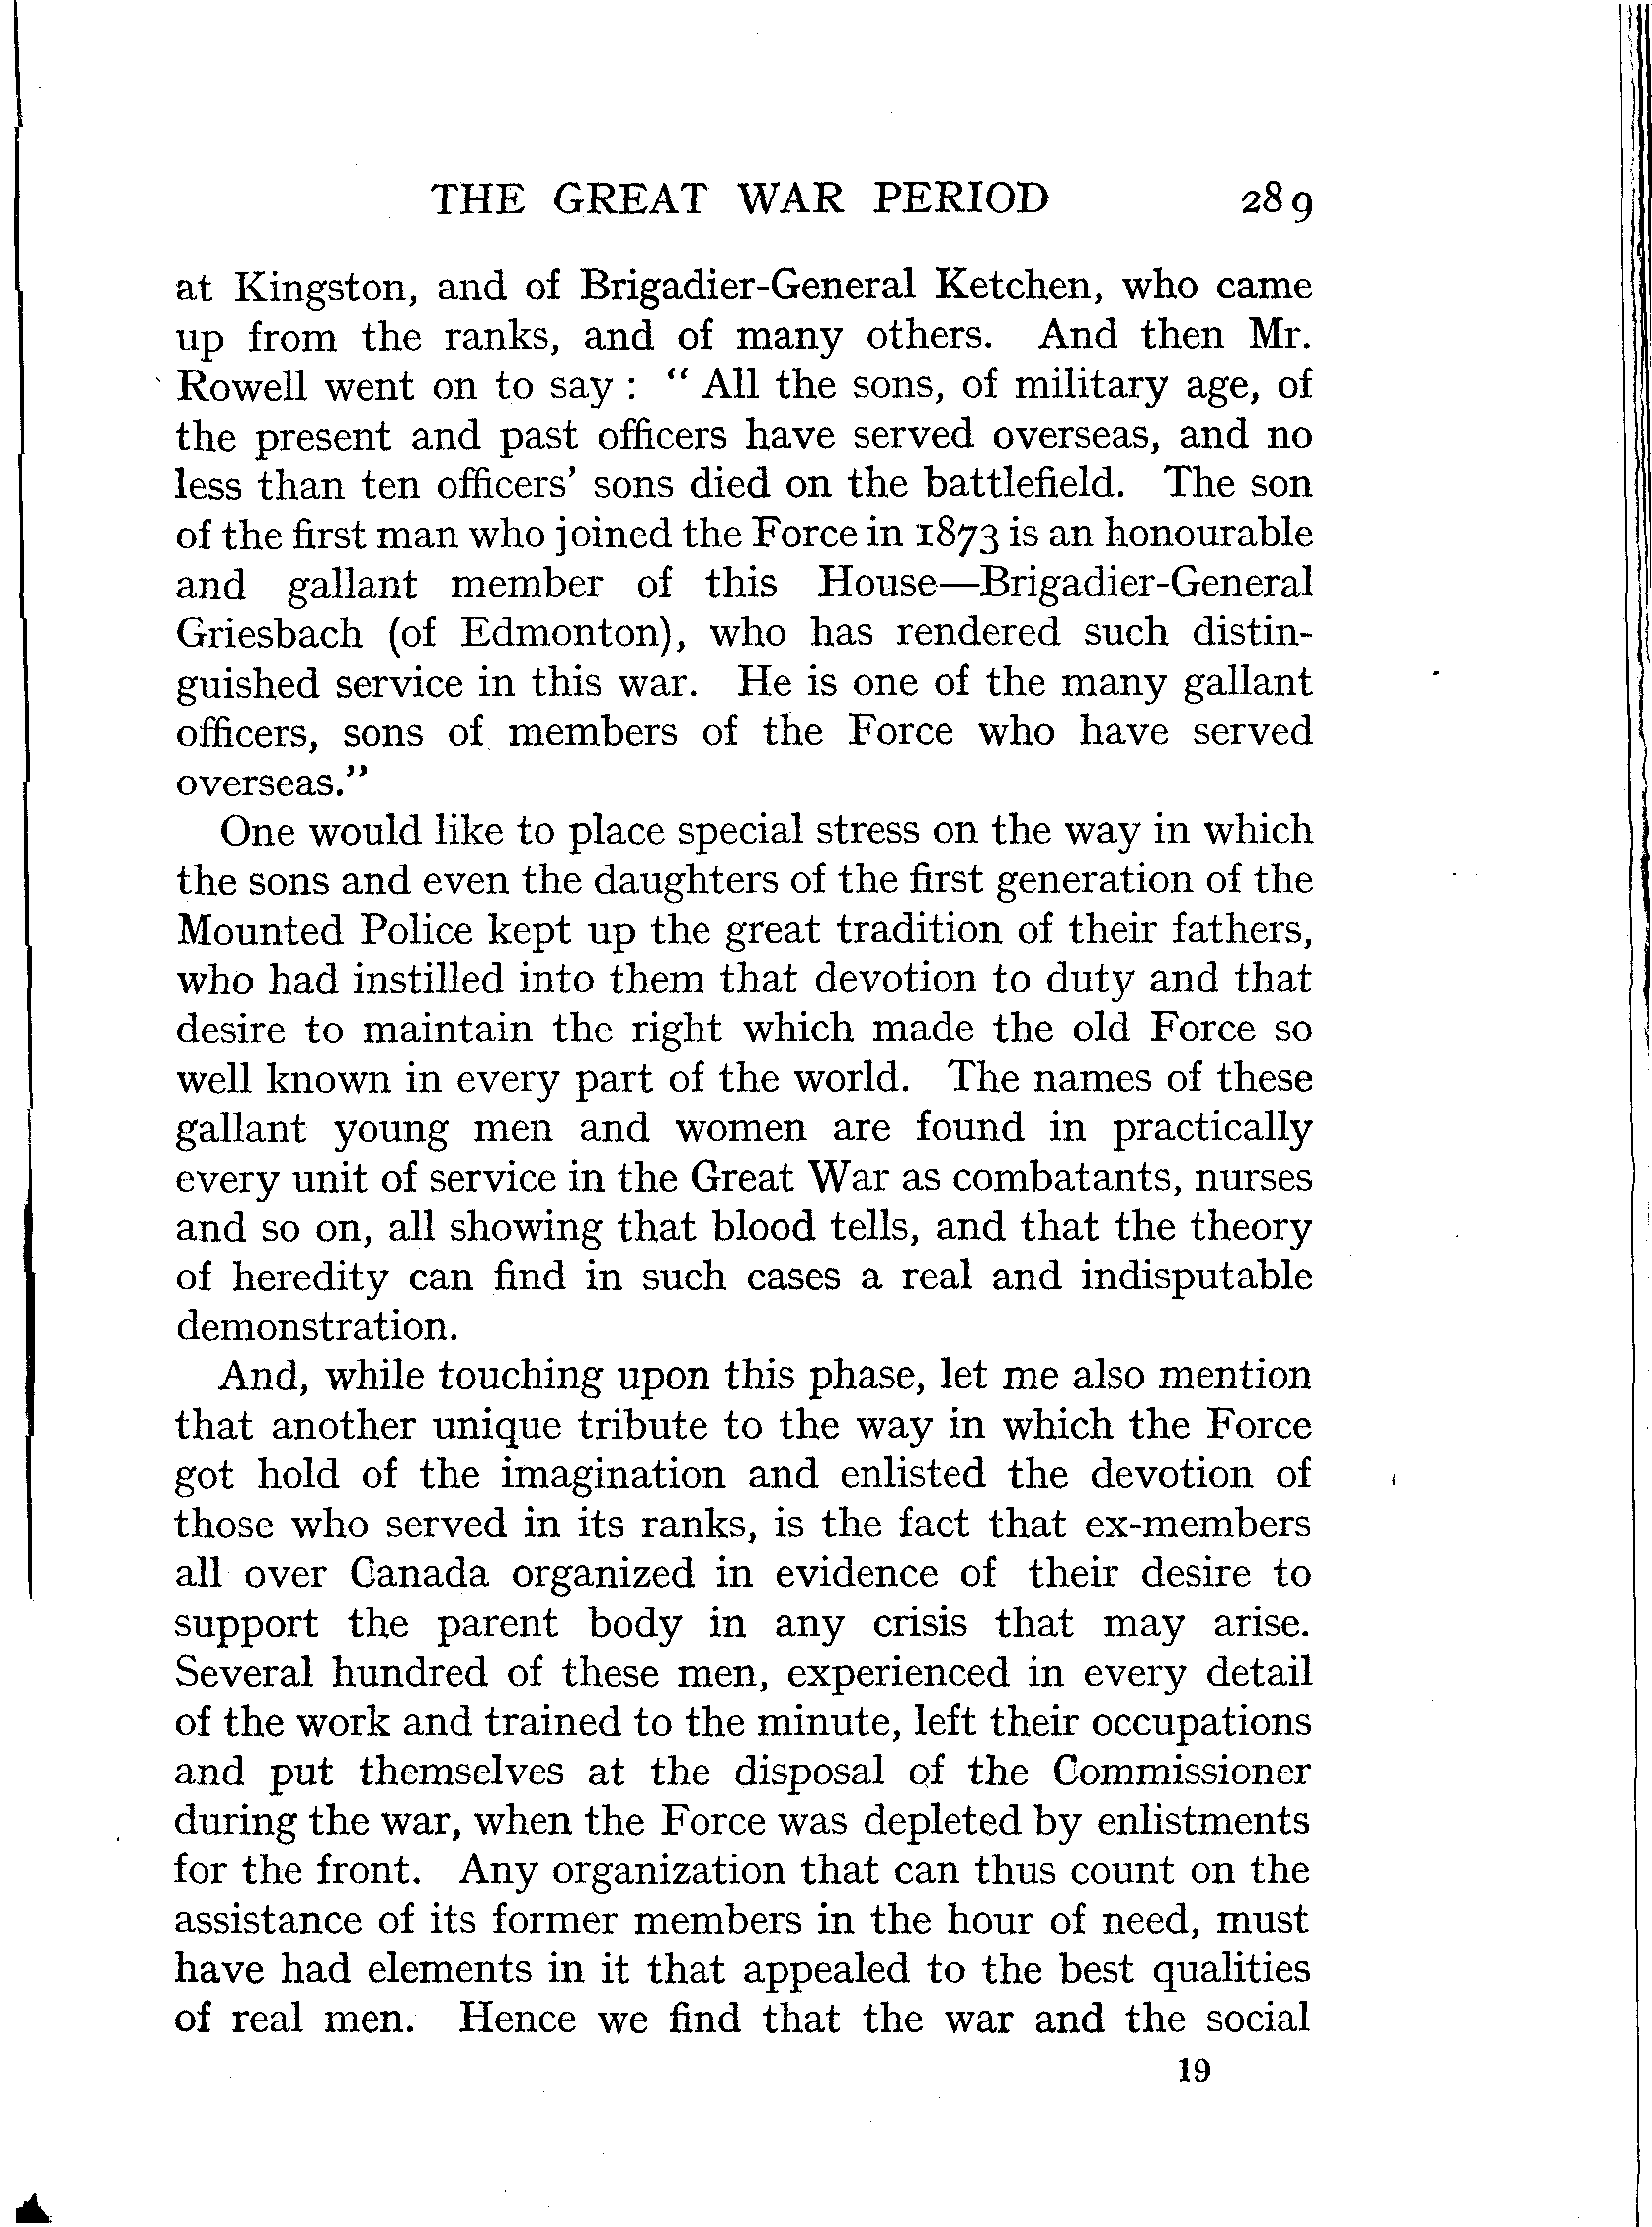 THE GREAT WAR PERIOD 289
at Kingston, and of Brigadier-General Ketchen, who came
up from the ranks, and of many others. And then Mr.
Rowell went on to say : " All the sons, of military age, of
the present and past officers have served overseas, and no
less than ten officers' sons died on the battlefield. The son
of the first man who joined the Force in 1873 is an honourable
and gallant member of this House—Brigadier-General
Griesbach (of Edmonton), who has rendered such distin-
guished service in this war. He is one of the many gallant
officers, sons of members of the Force who have served
overseas."
One would like to place special stress on the way in which
the sons and even the daughters of the first generation of the
Mounted Police kept up the great tradition of their fathers,
who had instilled into them that devotion to duty and that
desire to maintain the right which made the old Force so
well known in every part of the world. The names of these
gallant young men and women are found in practically
every unit of service in the Great War as combatants, nurses
and so on, all showing that blood tells, and that the theory
of heredity can find in such cases a real and indisputable
demonstration.
And, while touching upon this phase, let me also mention
that another unique tribute to the way in which the Force
got hold of the imagination and enlisted the devotion of
those who served in its ranks, is the fact that ex-members
all over Canada organized in evidence of their desire to
support the parent body in any crisis that may arise.
Several hundred of these men, experienced in every detail
of the work and trained to the minute, left their occupations
and put themselves at the disposal of the Commissioner
during the war, when the Force was depleted by enlistments
for the front. Any organization that can thus count on the
assistance of its former members in the hour of need, must
have had elements in it that appealed to the best qualities
of real men. Hence we find that the war and the social
19